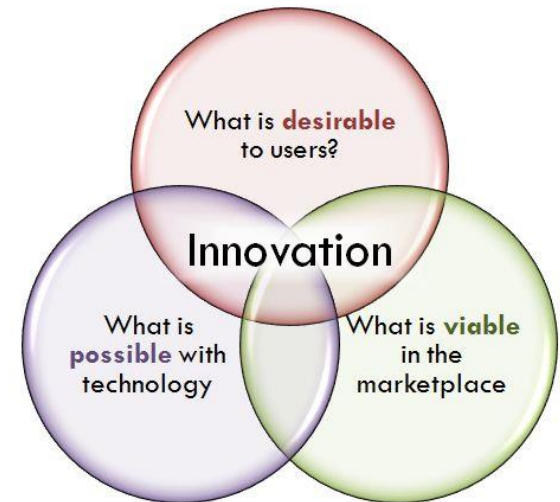 What is desirable
to users?
Innovation
What is
possible with
technology
What is viable
in the
marketplace